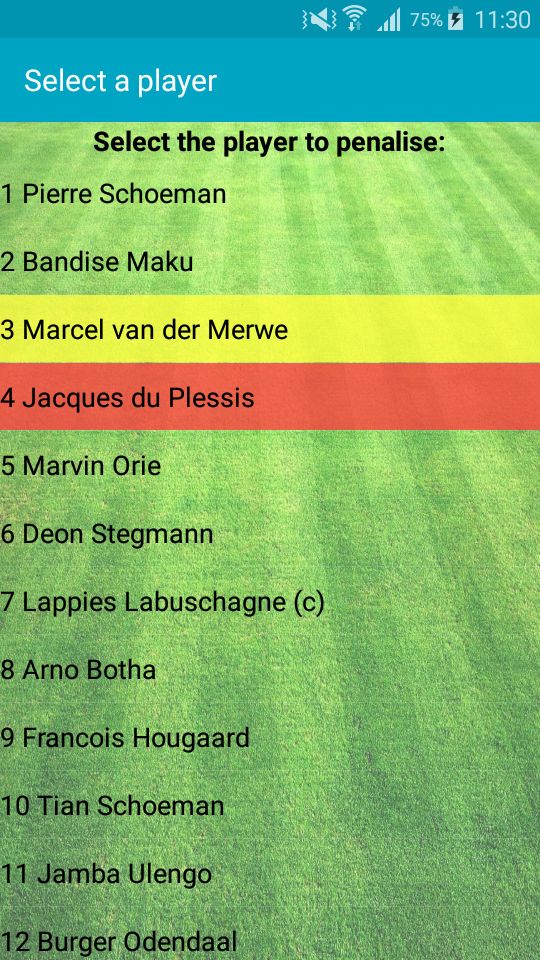 75% 11:30
Select a player
Select the player to penalise:
1 Pierre Schoeman
2 Bandise Maku
3 Marcel van der Merwe
4 Jacques du Plessis
5 Marvin Orie
6 Deon Stegmann
7 Lappies Labuschagne (c)
8 Arno Botha
9 Francois Hougaard
10 Tian Schoeman
11 Jamba Ulengo
12 Burger Odendaal